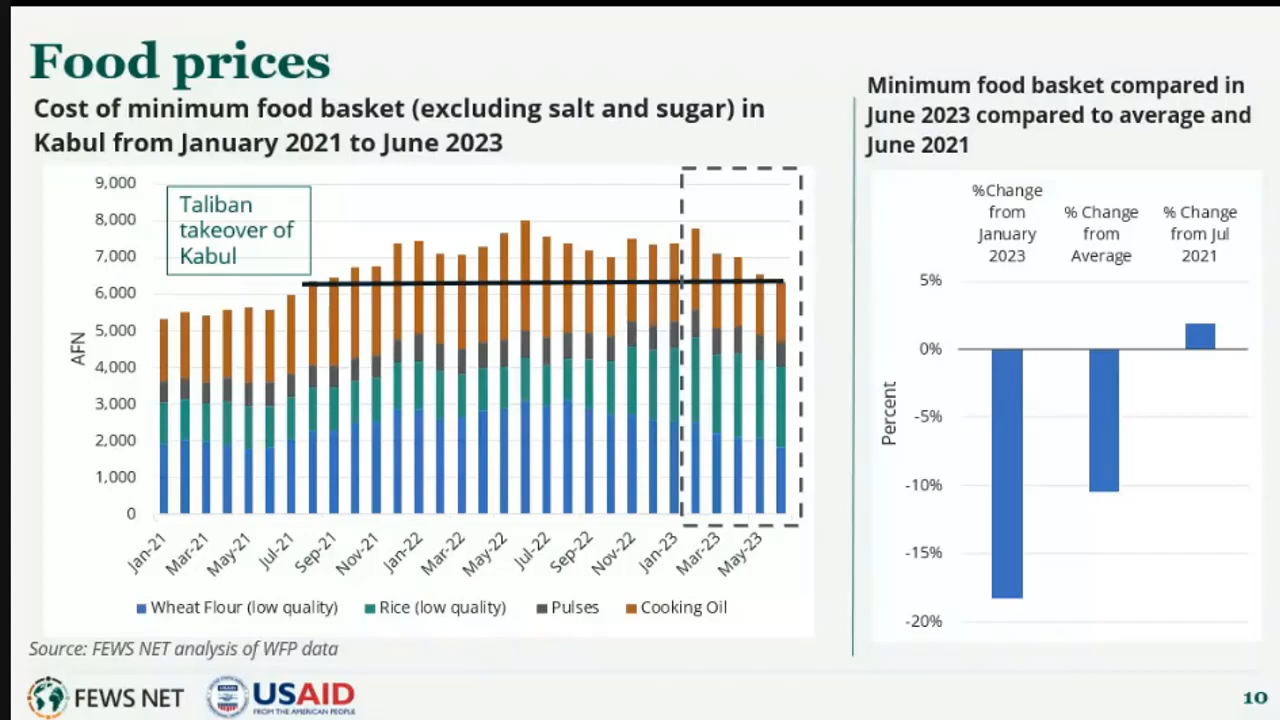 Food prices
Cost of minimum food basket (excluding salt and sugar) in
Kabul from January 2021 to June 2023
Taliban
takeover of
Kabul
9,000
8,000
7,000
6,000
5,000
4,000
3,000
2,000
1,000
0
AFN
Jan-21
Mar-21
May-21
Jul-21
Sep-21
Nov-21
Jan-22
Mar-22
May-22
Jul-22
Sep-22
Nov-22
Jan-23
Mar-23
May-23
Wheat Flour (low quality)
Rice (low quality)
Pulses
Cooking Oil
Source: FEWS NET analysis of WFP data
Minimum food basket compared in
June 2023 compared to average and
June 2021
%Change
from
January
2023
% Change
from
Average
% Change
from Jul
2021
5%
0%
-5%
-10%
-15%
-20%
Percent
FEWS NET
USAID
FROM THE AMERICAN PEOPLE
10